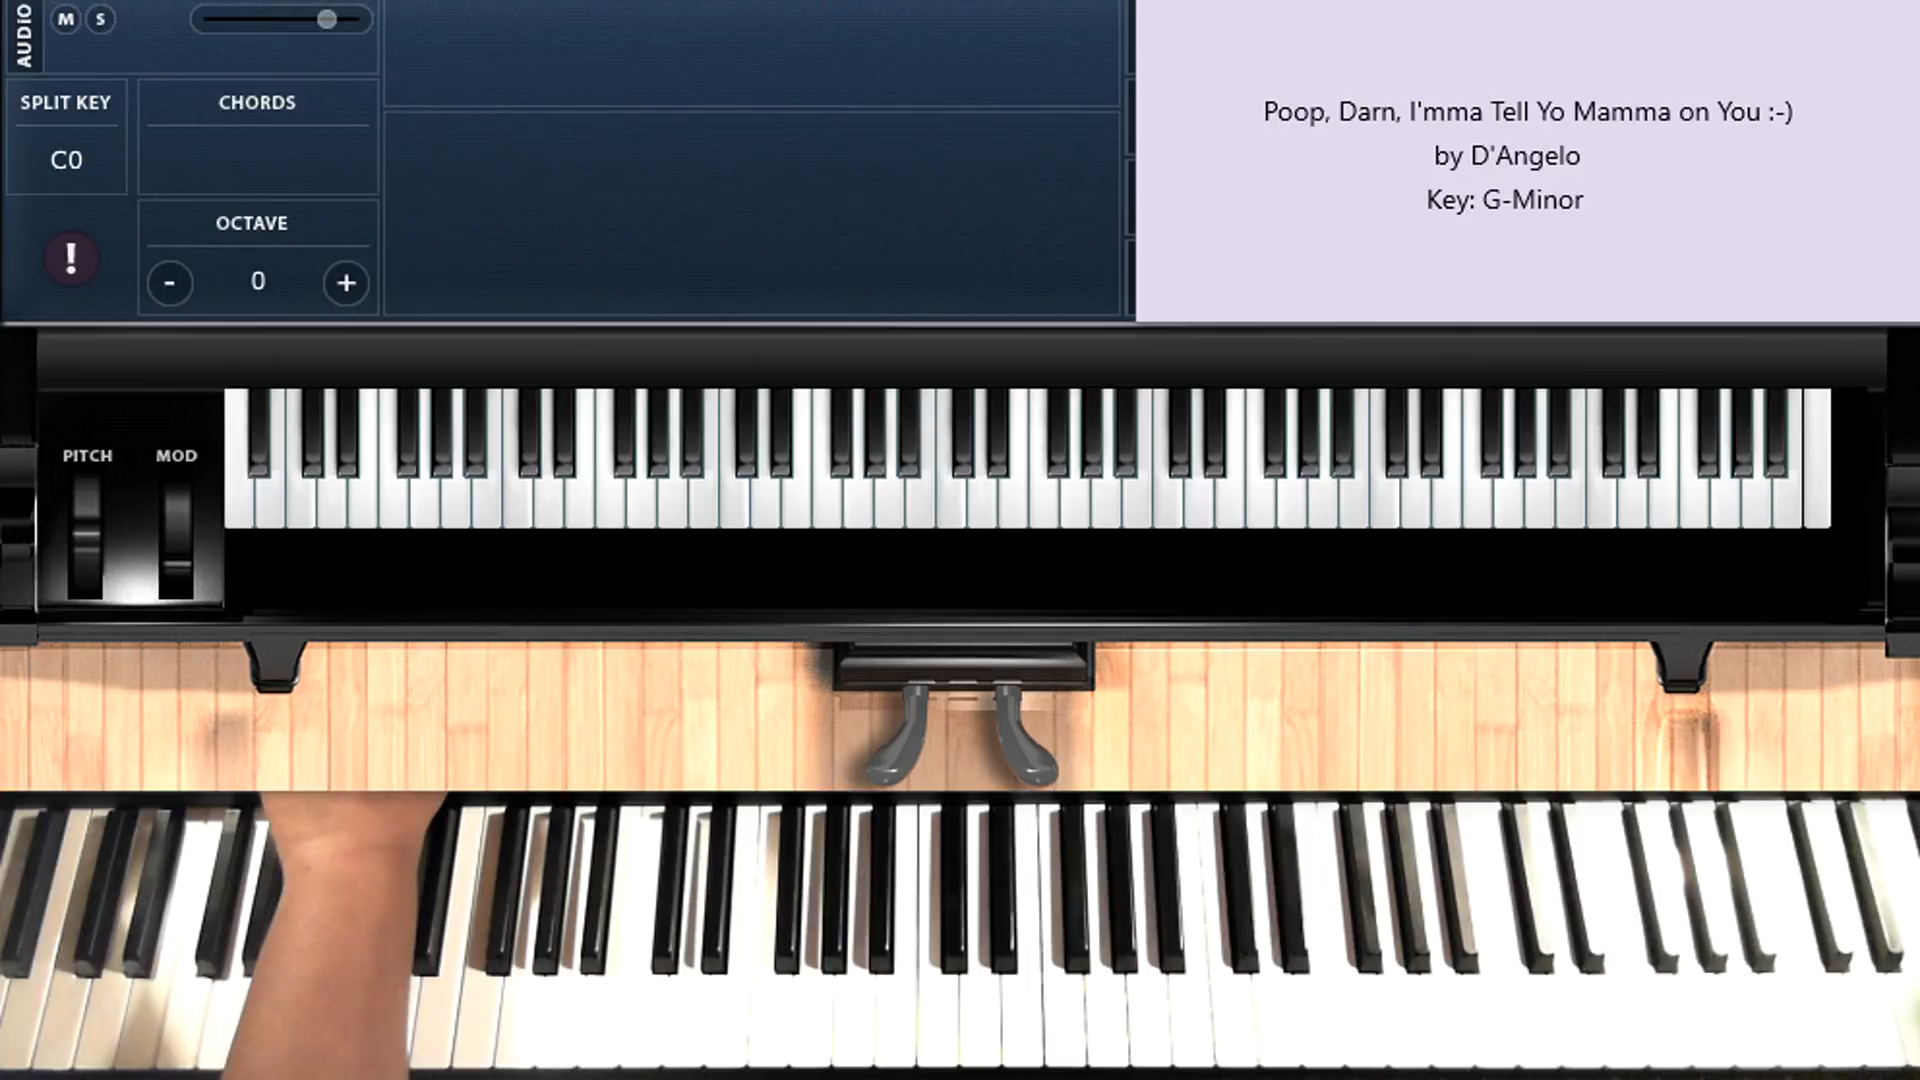 AUDIO
M S
SPLIT KEY
CHORDS
C0
OCTAVE
!
- 0 +
Poop, Darn, I'mma Tell Yo Mamma on You :-)
by D'Angelo
Key: G-Minor
PITCH MOD